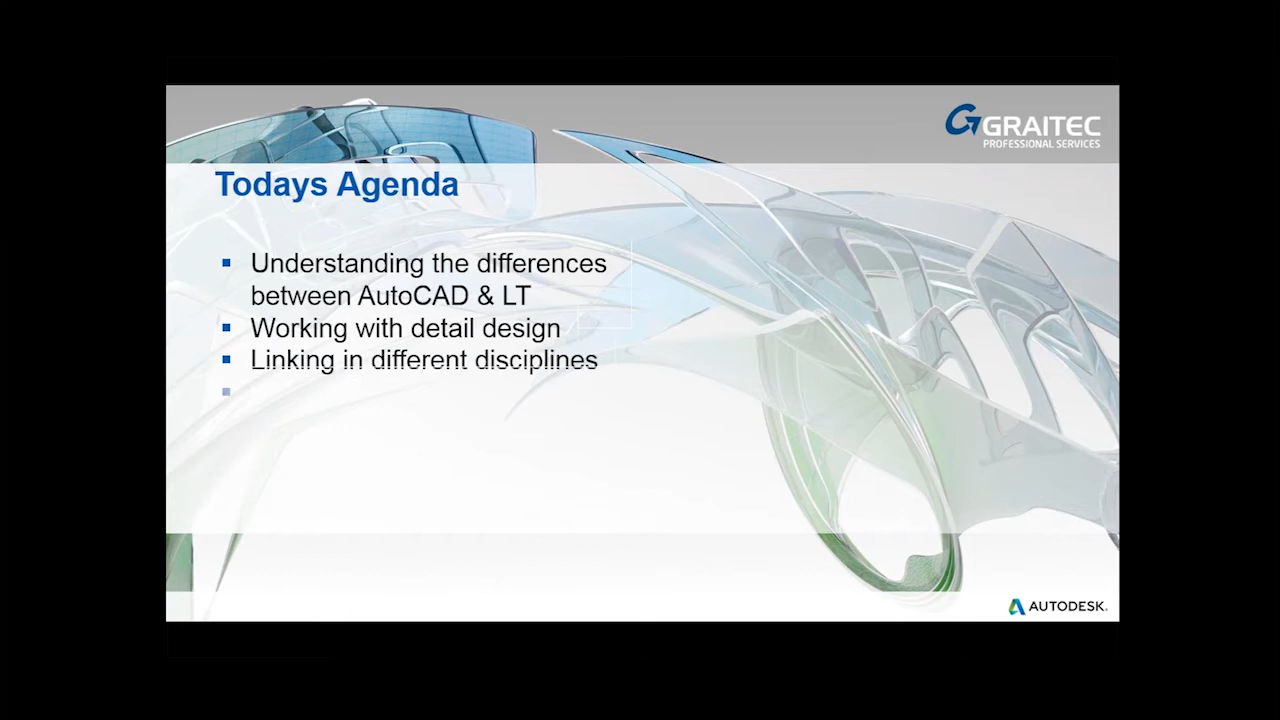 GRAITEC
PROFESSIONAL SERVICES
Todays Agenda
Understanding the differences
between AutoCAD & LT
Working with detail design
Linking in different disciplines
AUTODESK.